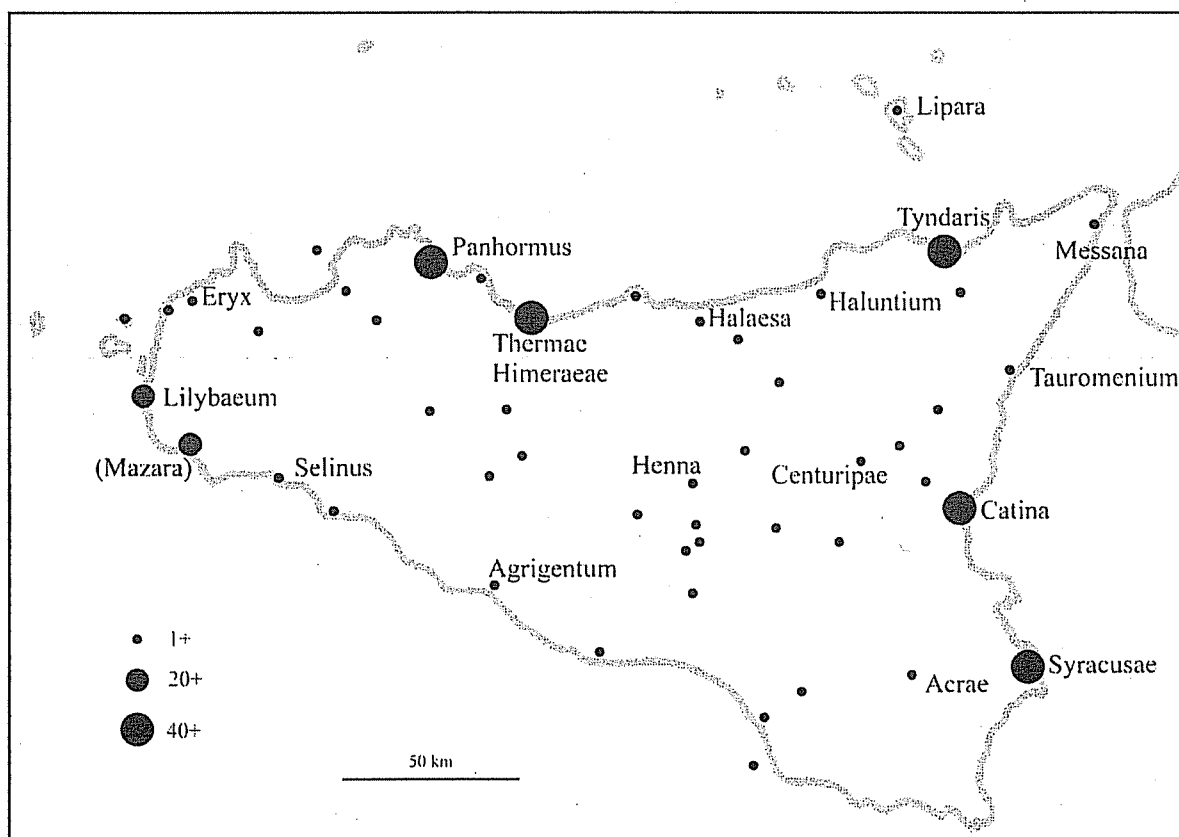 Lipara
Tyndaris
Messana
Panhormus
Eryx
Haluntium
Halaesa
Thermae
Himeraeae
Tauromenium
Lilybaeum
(Mazara)
Selinus
Henna
Centuripae
Catina
Agrigentum
1+
20+
40+
Syracusae
Acrae
50 km